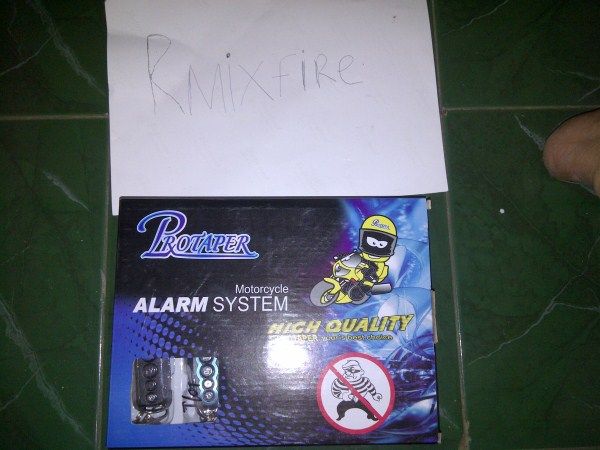 Rmixfire
PROTAPER
Motorcycle
ALARM SYSTEM
HIGH QUALITY